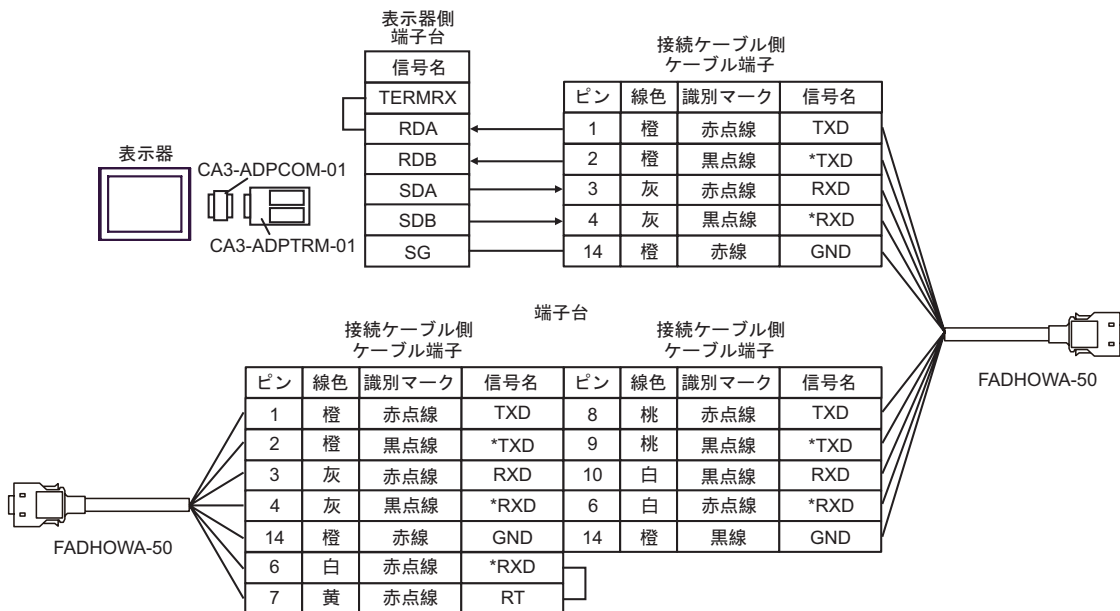 表示器側
端子台
信号名
TERMRX
RDA
RDB
SDA
SDB
SG
表示器
CA3-ADPCOM-01
CA3-ADPTRM-01
接続ケーブル側
ケーブル端子
ピン 線色 識別マーク 信号名
1 橙 赤点線 TXD
2 橙 黒点線 *TXD
3 灰 赤点線 RXD
4 灰 黒点線 *RXD
14 橙 赤線 GND
FADHOWA-50
端子台
接続ケーブル側
ケーブル端子
ピン 線色 識別マーク 信号名
1 橙 赤点線 TXD
2 橙 黒点線 *TXD
3 灰 赤点線 RXD
4 灰 黒点線 *RXD
14 橙 赤線 GND
6 白 赤点線 *RXD
7 黄 赤点線 RT
FADHOWA-50
接続ケーブル側
ケーブル端子
ピン 線色 識別マーク 信号名
8 桃 赤点線 TXD
9 桃 黒点線 *TXD
10 白 黒点線 RXD
6 白 赤点線 *RXD
14 橙 黒線 GND